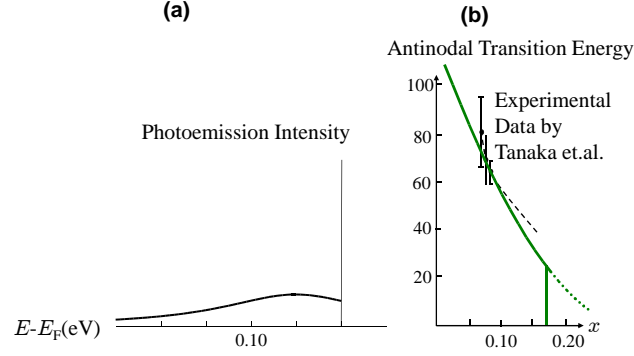 (a)
Photoemission Intensity
E-E_F(eV)
0.10
(b)
Antinodal Transition Energy
100
80
60
40
20
Experimental
Data by
Tanaka et.al.
0.10
0.20
x